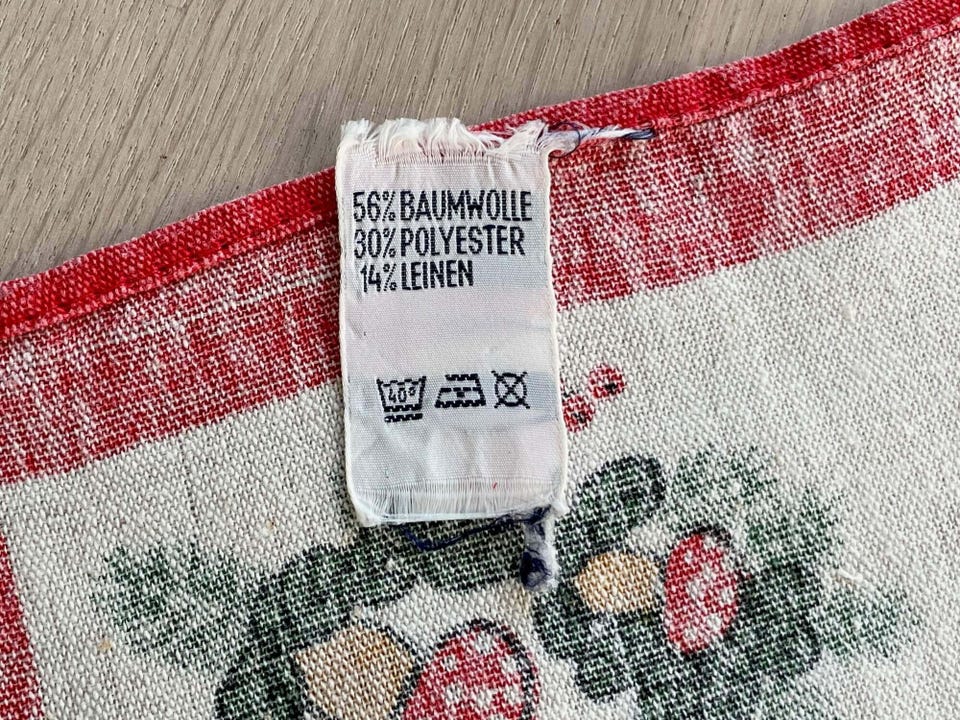 56% BAUMWOLLE
30% POLYESTER
14% LEINEN
40°